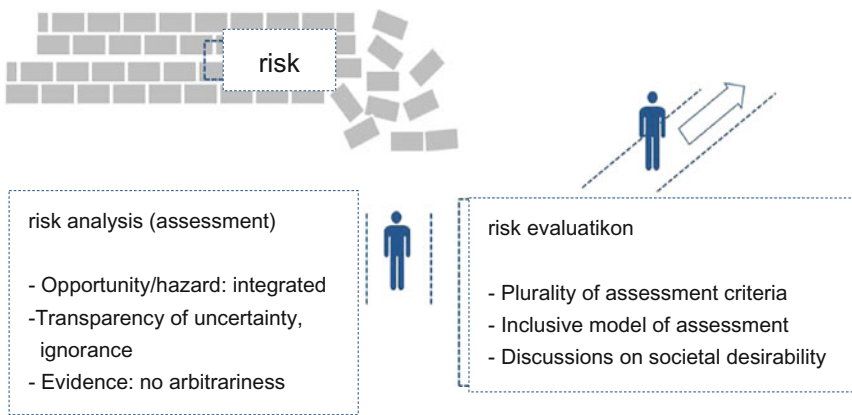 risk
risk analysis (assessment)
- Opportunity/hazard: integrated
-Transparency of uncertainty,
ignorance
- Evidence: no arbitrariness
risk evaluatikon
- Plurality of assessment criteria
- Inclusive model of assessment
- Discussions on societal desirability